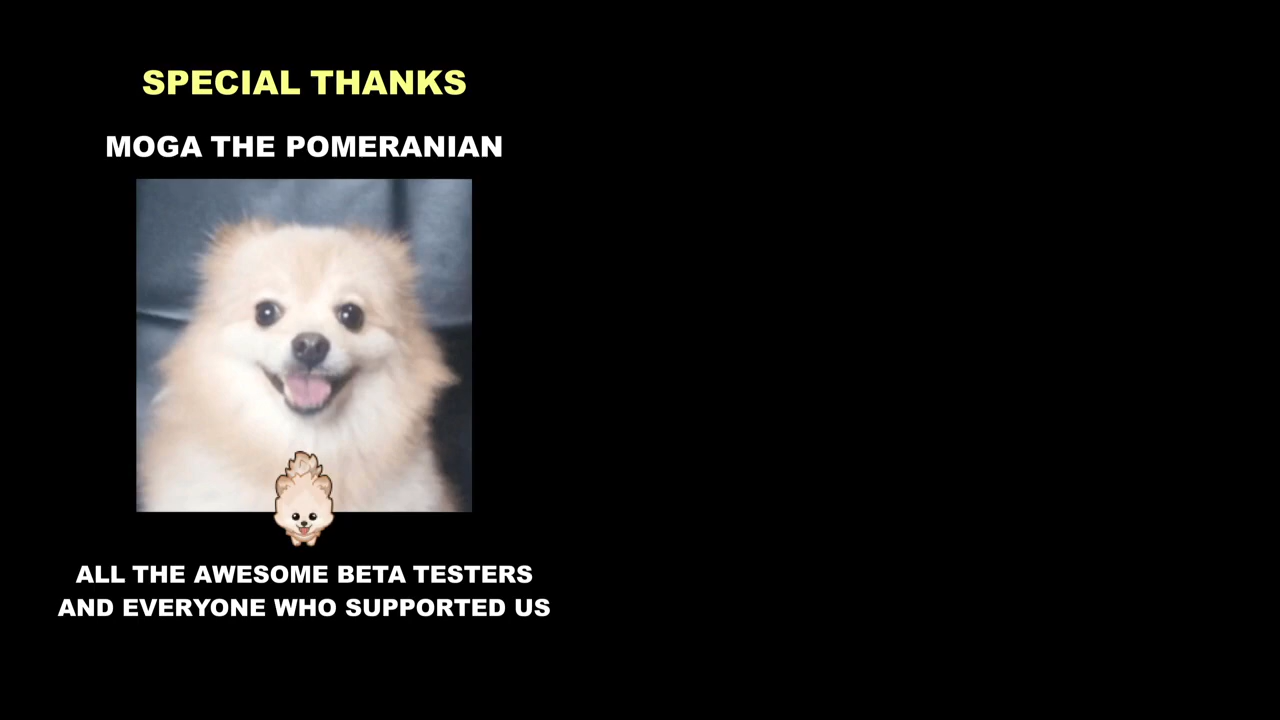 SPECIAL THANKS
MOGA THE POMERANIAN
ALL THE AWESOME BETA TESTERS
AND EVERYONE WHO SUPPORTED US